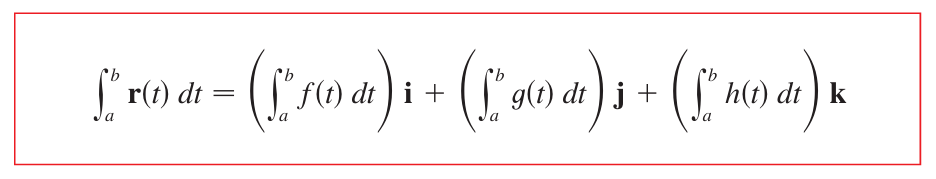 ∫_a^b **r**(t) dt = (∫_a^b f(t) dt) **i** + (∫_a^b g(t) dt) **j** + (∫_a^b h(t) dt) **k**